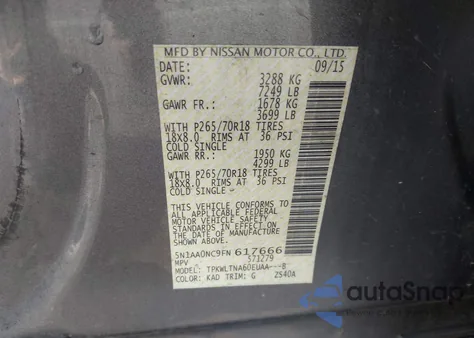 MFD BY NISSAN MOTOR CO., LTD.
DATE: 09/15
GVWR: 3288 KG
7249 LB
GAWR FR.: 1678 KG
3699 LB
WITH P265/70R18 TIRES
18X8.0 RIMS AT 36 PSI
COLD SINGLE
GAWR RR.: 1950 KG
4299 LB
WITH P265/70R18 TIRES
18X8.0 RIMS AT 36 PSI
COLD SINGLE
THIS VEHICLE CONFORMS TO
ALL APPLICABLE FEDERAL
MOTOR VEHICLE SAFETY
STANDARDS IN EFFECT ON
THE DATE OF MANUFACTURE
SHOWN ABOVE.
5N1AA0NC9FN 617666
MPV 571279
MODEL: TPKWLTNA60EUAA---B
COLOR: KAD TRIM: G 2S40A
autoSnap